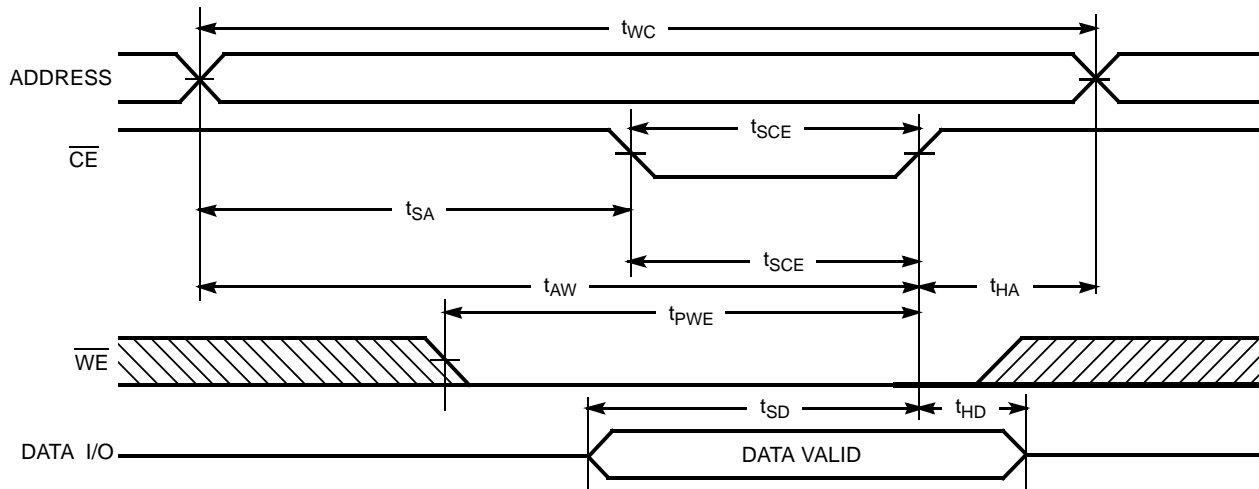 tWC
ADDRESS
tSCE
CE
tSA
tSCE
tAW
tHA
tPWE
WE
tSD
tHD
DATA I/O
DATA VALID